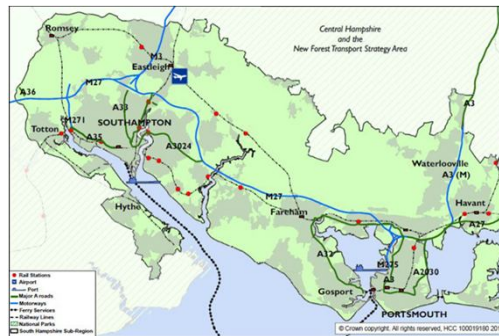 Central Hampshire
and the
New Forest Transport Strategy Area
Romsey
M3
Eastleigh
A36
M27
A3
A33
M271
SOUTHAMPTON
Totton
A35
A3024
Waterlooville
A3 (M)
Hythe
M27
Havant
Fareham
A27
A32
M275
A3
A2030
Gosport
PORTSMOUTH
Rail Stations
Airport
Port
Major A roads
Motorways
Ferry Services
Railway Lines
National Parks
South Hampshire Sub-Region
© Crown copyright. All rights reserved, HCC 100019180 20